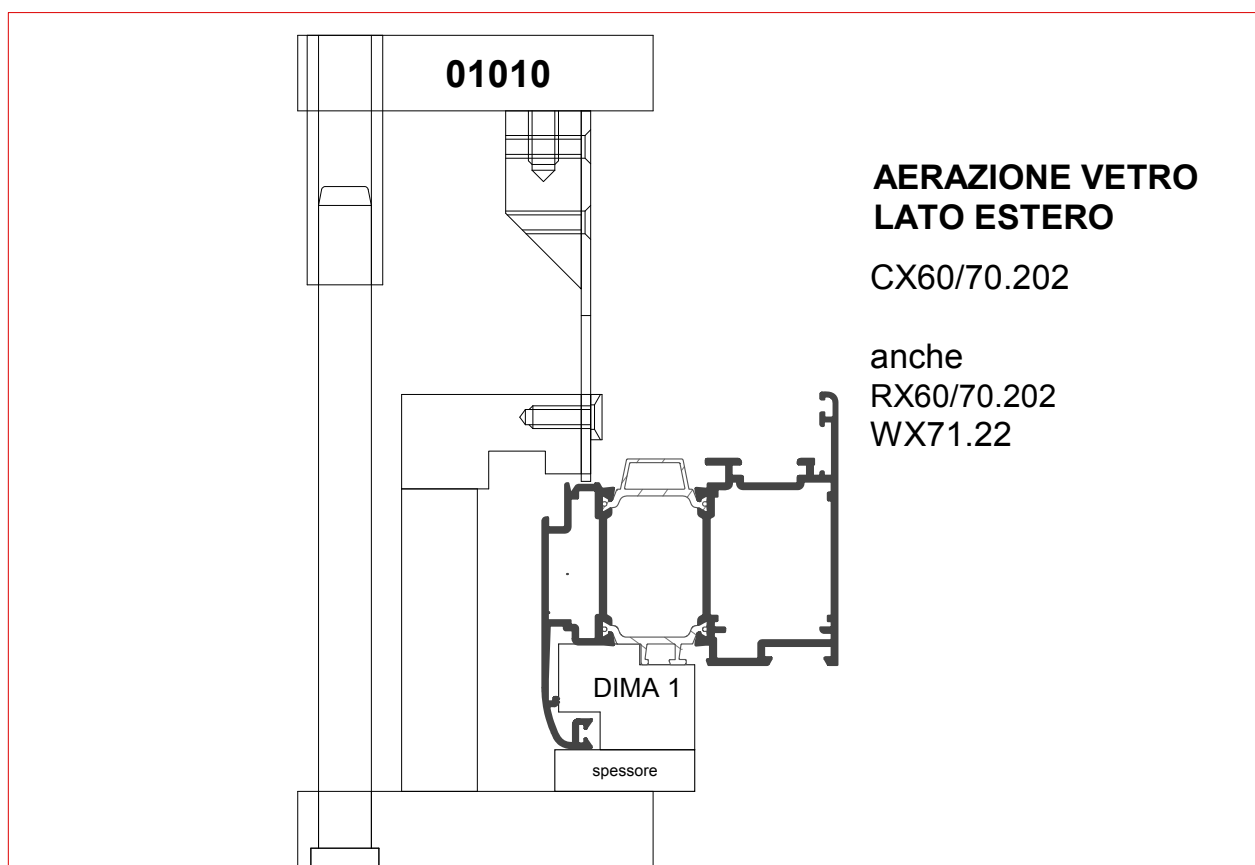 01010
AERAZIONE VETRO
LATO ESTERO
CX60/70.202
anche
RX60/70.202
WX71.22
DIMA 1
spessore